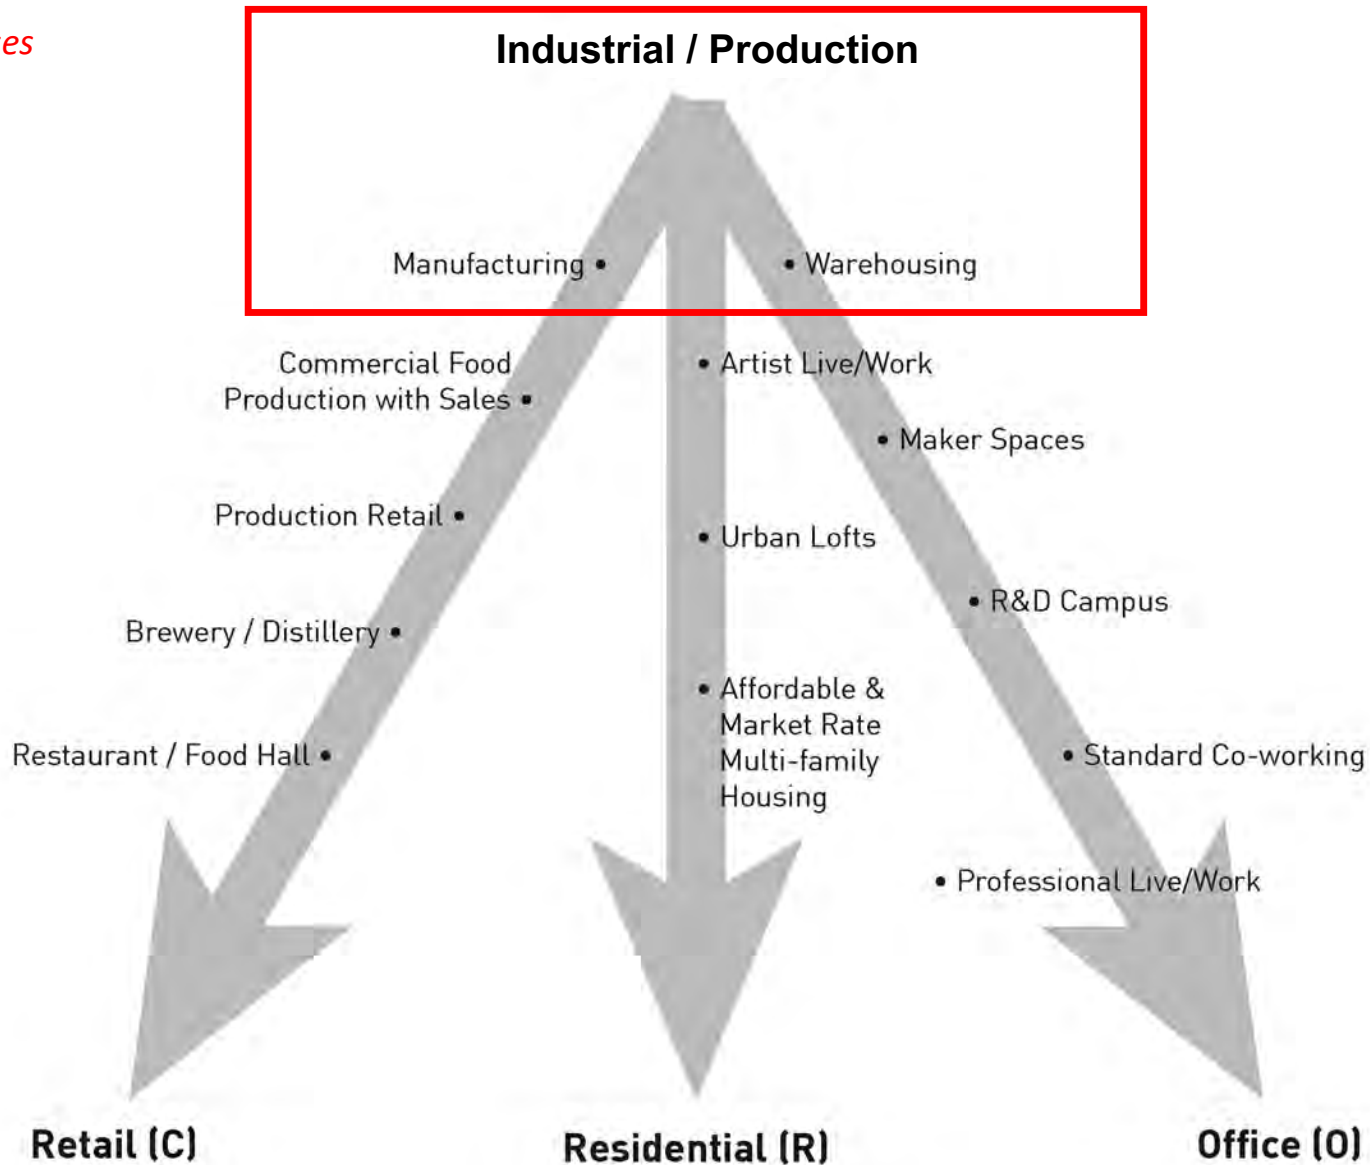 Industrial / Production
Manufacturing •
• Warehousing
Commercial Food
Production with Sales •
• Artist Live/Work
• Maker Spaces
Production Retail •
• Urban Lofts
• R&D Campus
Brewery / Distillery •
• Affordable &
Market Rate
Multi-family
Housing
Restaurant / Food Hall •
• Standard Co-working
• Professional Live/Work
Retail (C)
Residential (R)
Office (O)